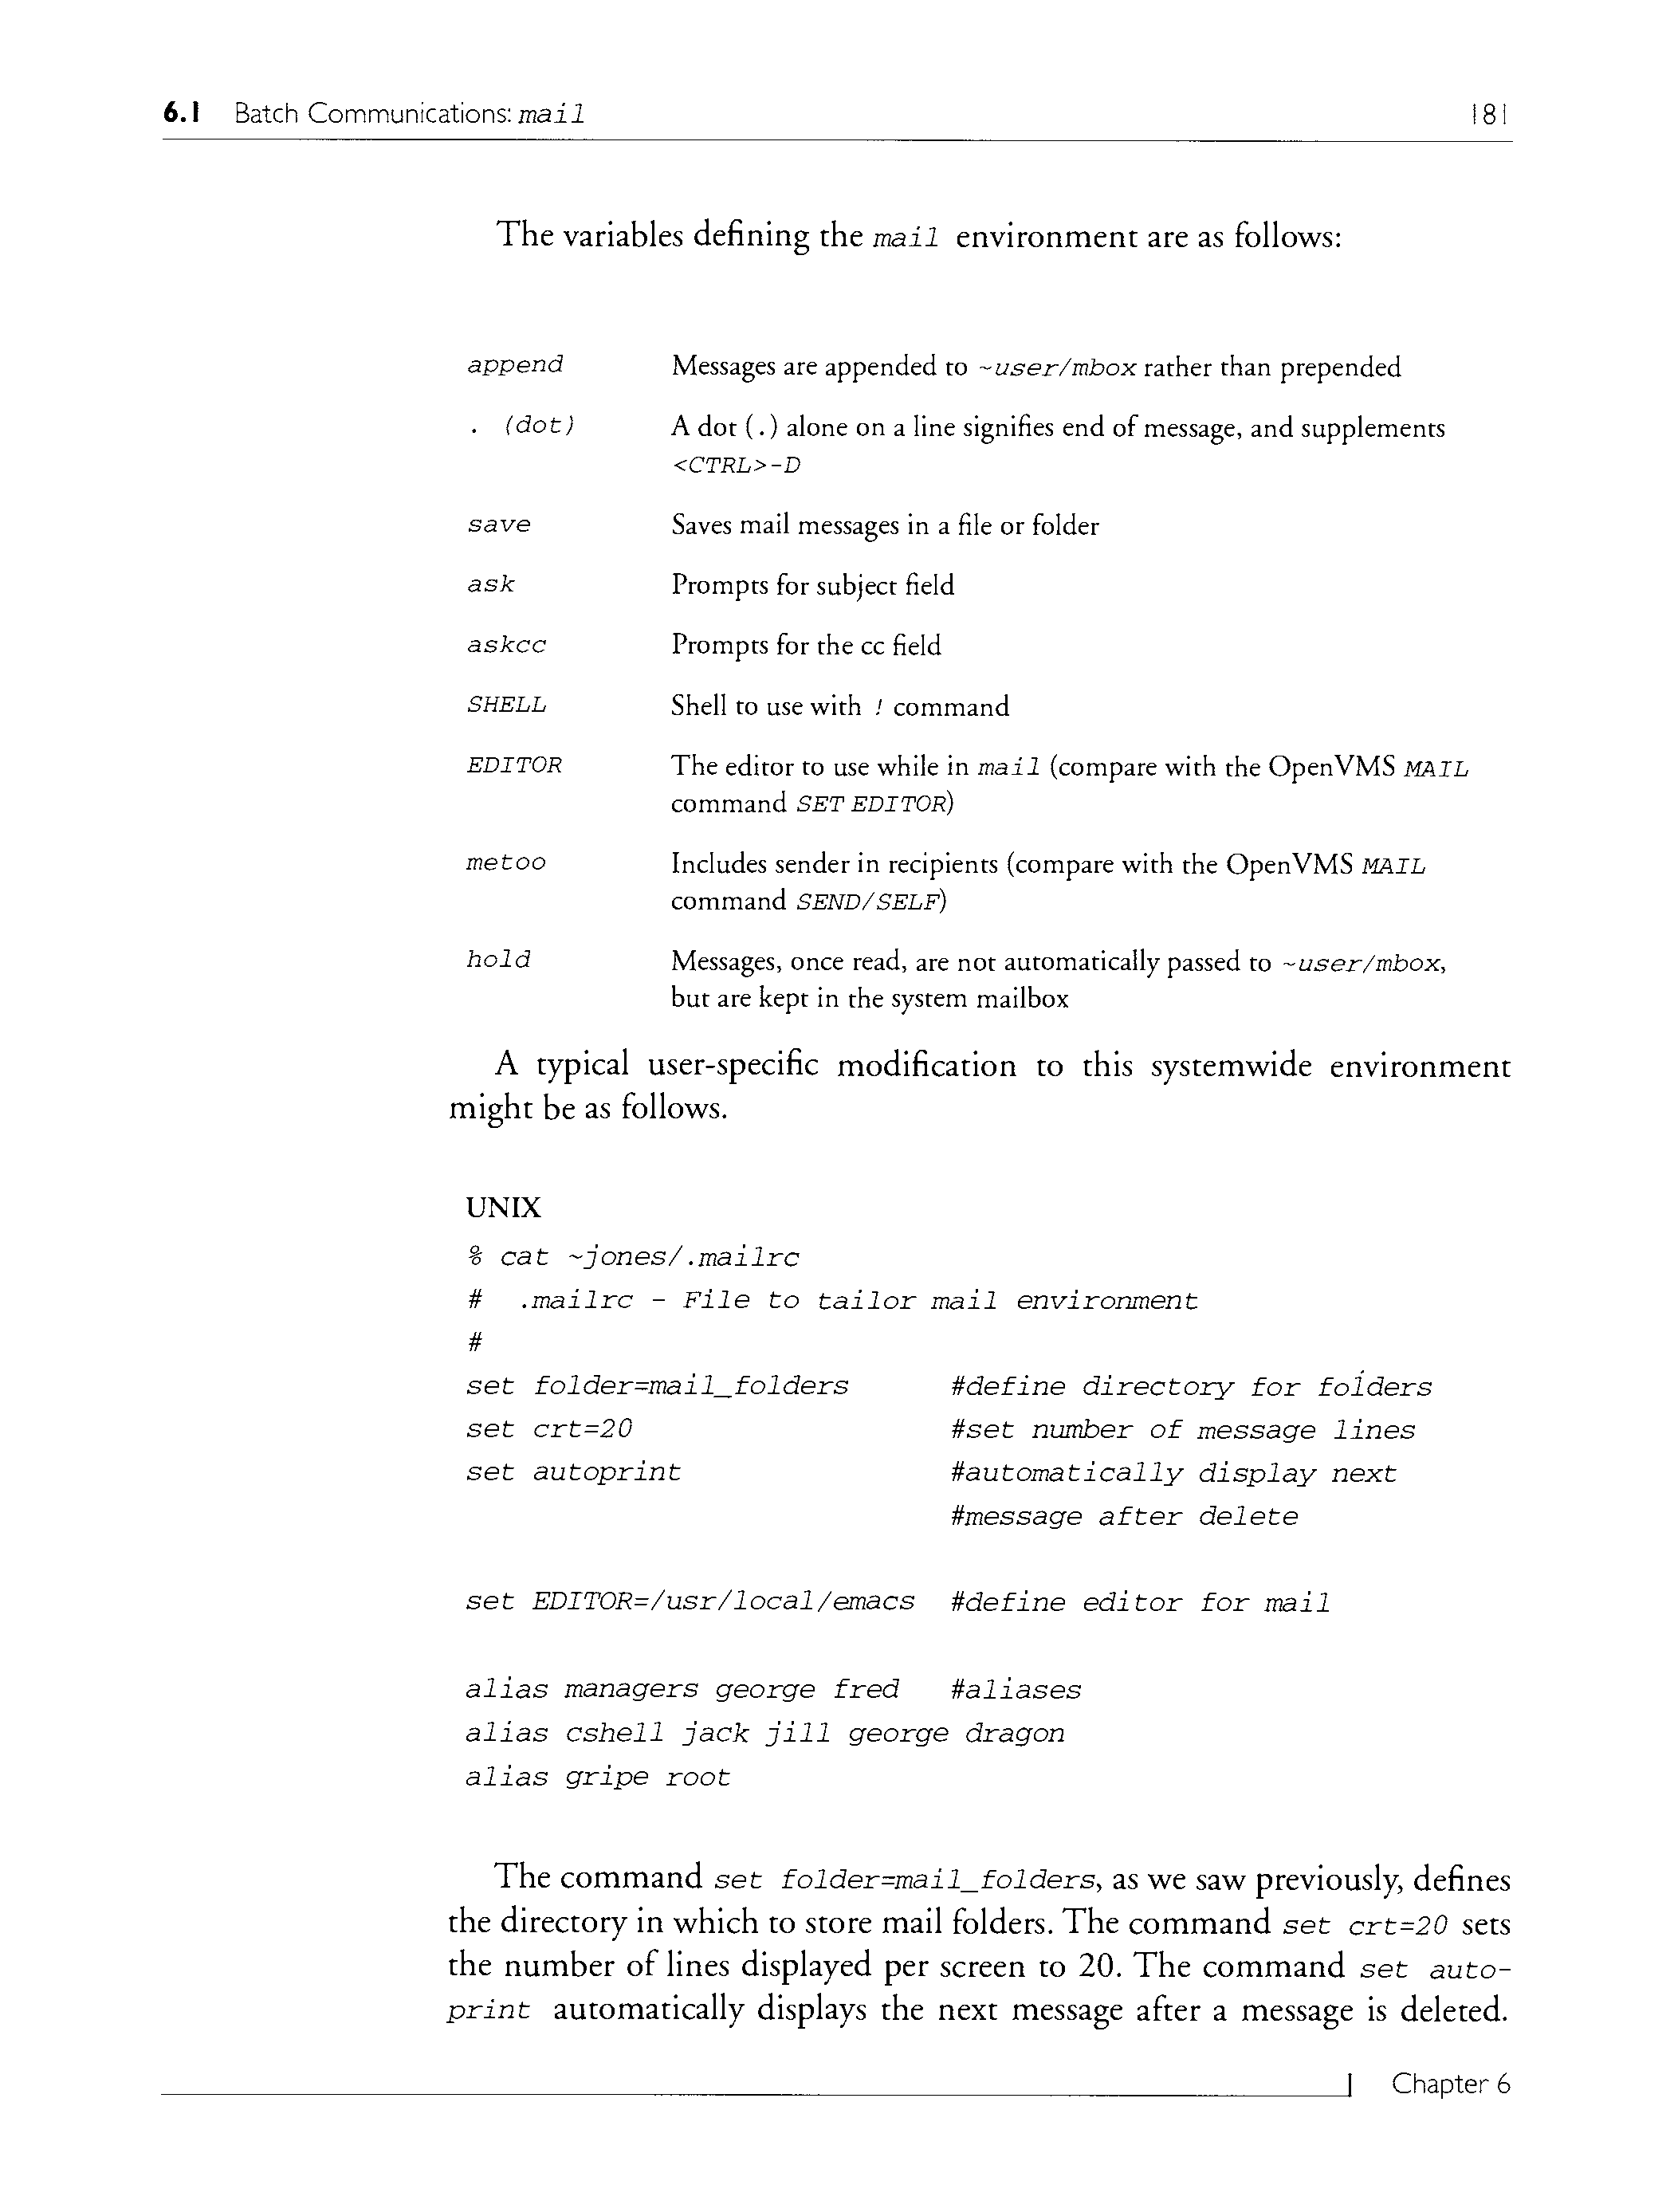 6.1 Batch Communications: mail 181
The variables defining the mail environment are as follows:
append Messages are appended to ~user/mbox rather than prepended
. (dot) A dot (.) alone on a line signifies end of message, and supplements
<CTRL>-D
save Saves mail messages in a file or folder
ask Prompts for subject field
askcc Prompts for the cc field
SHELL Shell to use with ! command
EDITOR The editor to use while in mail (compare with the OpenVMS MAIL
command SET EDITOR)
metoo Includes sender in recipients (compare with the OpenVMS MAIL
command SEND/SELF)
hold Messages, once read, are not automatically passed to ~user/mbox,
but are kept in the system mailbox
A typical user-specific modification to this systemwide environment
might be as follows.
UNIX
% cat ~jones/.mailrc
# .mailrc - File to tailor mail environment
#
set folder=mail_folders #define directory for folders
set crt=20 #set number of message lines
set autoprint #automatically display next
#message after delete
set EDITOR=/usr/local/emacs #define editor for mail
alias managers george fred #aliases
alias cshell jack jill george dragon
alias gripe root
The command set folder=mail_folders, as we saw previously, defines
the directory in which to store mail folders. The command set crt=20 sets
the number of lines displayed per screen to 20. The command set auto-
print automatically displays the next message after a message is deleted.
Chapter 6